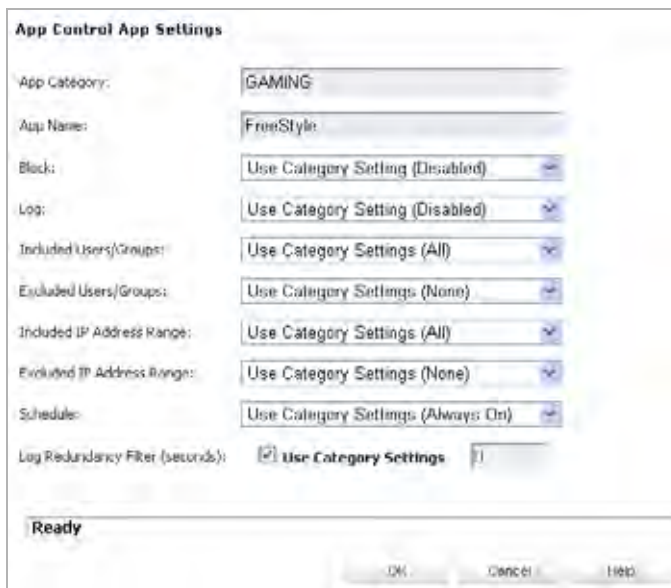 App Control App Settings
App Category: GAMING
App Name: FreeStyle
Block: Use Category Setting (Disabled)
Log: Use Category Setting (Disabled)
Included Users/Groups: Use Category Settings (All)
Excluded Users/Groups: Use Category Settings (None)
Included IP Address Range: Use Category Settings (All)
Excluded IP Address Range: Use Category Settings (None)
Schedule: Use Category Settings (Always On)
Log Redundancy Filter (seconds): Use Category Settings 0
Ready
OK Cancel Help